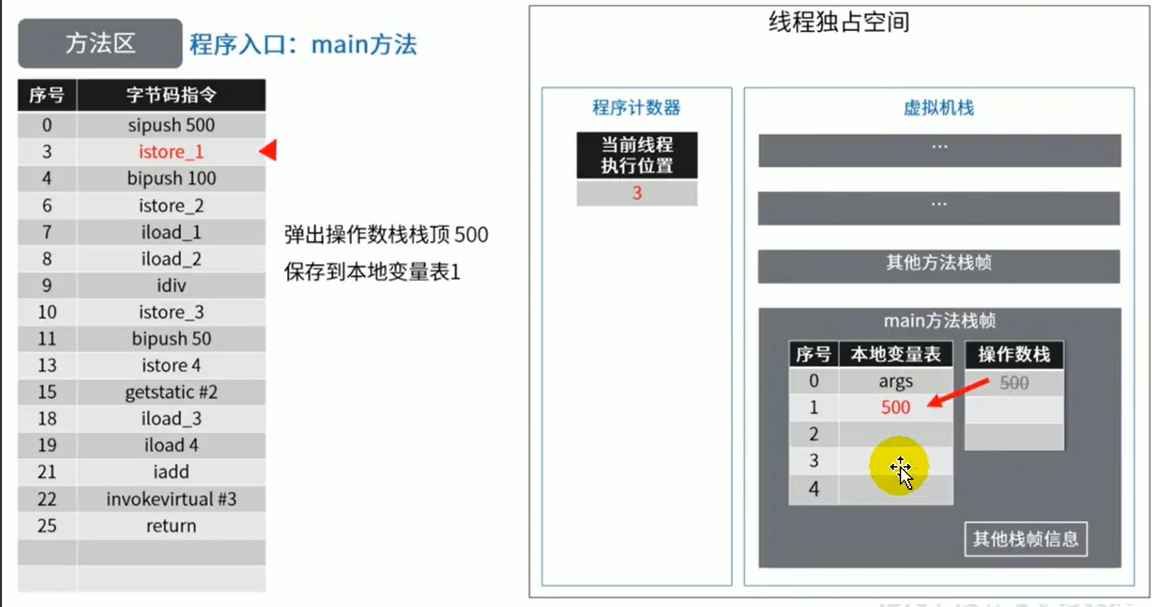 方法区
程序入口：main方法
序号 字节码指令
0 sipush 500
3 istore_1
4 bipush 100
6 istore_2
7 iload_1
8 iload_2
9 idiv
10 istore_3
11 bipush 50
13 istore 4
15 getstatic #2
18 iload_3
19 iload 4
21 iadd
22 invokevirtual #3
25 return
弹出操作数栈栈顶 500
保存到本地变量表1
线程独占空间
程序计数器
当前线程
执行位置
3
虚拟机栈
...
...
其他方法栈帧
main方法栈帧
序号 本地变量表
0 args
1 500
2
3
4
操作数栈
500
其他栈帧信息